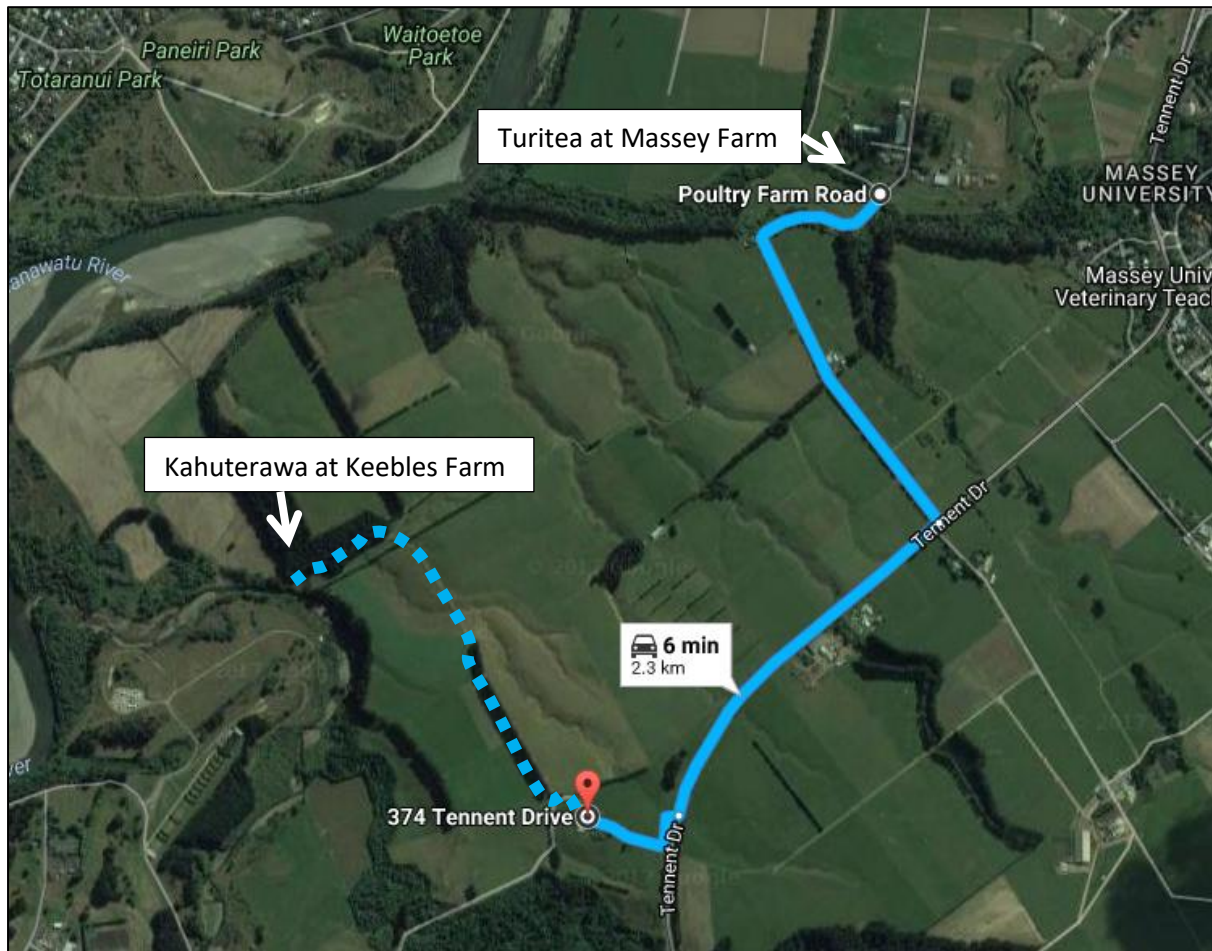 Paneiri Park
Waitoetoe
Park
Totaranui Park
Tennent Dr
Turitea at Massey Farm
MASSEY
UNIVERSITY
Poultry Farm Road
anawatu River
Massey Univ
Veterinary Teac
Kahuterawa at Keebles Farm
Tennent Dr
6 min
2.3 km
374 Tennent Drive
Tennent Dr